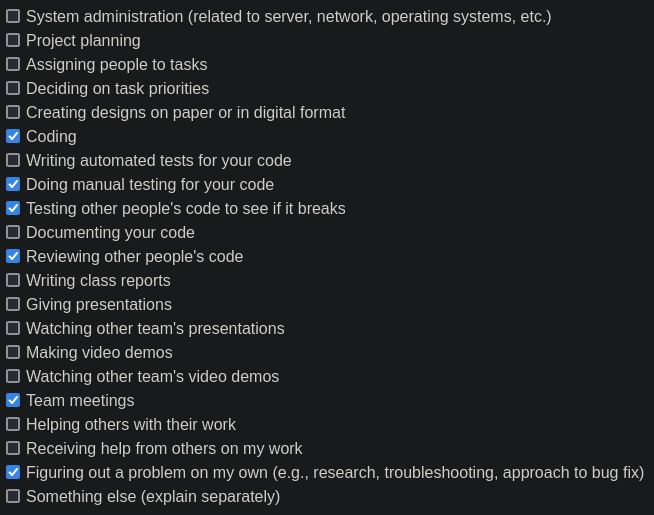 System administration (related to server, network, operating systems, etc.)
Project planning
Assigning people to tasks
Deciding on task priorities
Creating designs on paper or in digital format
Coding
Writing automated tests for your code
Doing manual testing for your code
Testing other people's code to see if it breaks
Documenting your code
Reviewing other people's code
Writing class reports
Giving presentations
Watching other team's presentations
Making video demos
Watching other team's video demos
Team meetings
Helping others with their work
Receiving help from others on my work
Figuring out a problem on my own (e.g., research, troubleshooting, approach to bug fix)
Something else (explain separately)